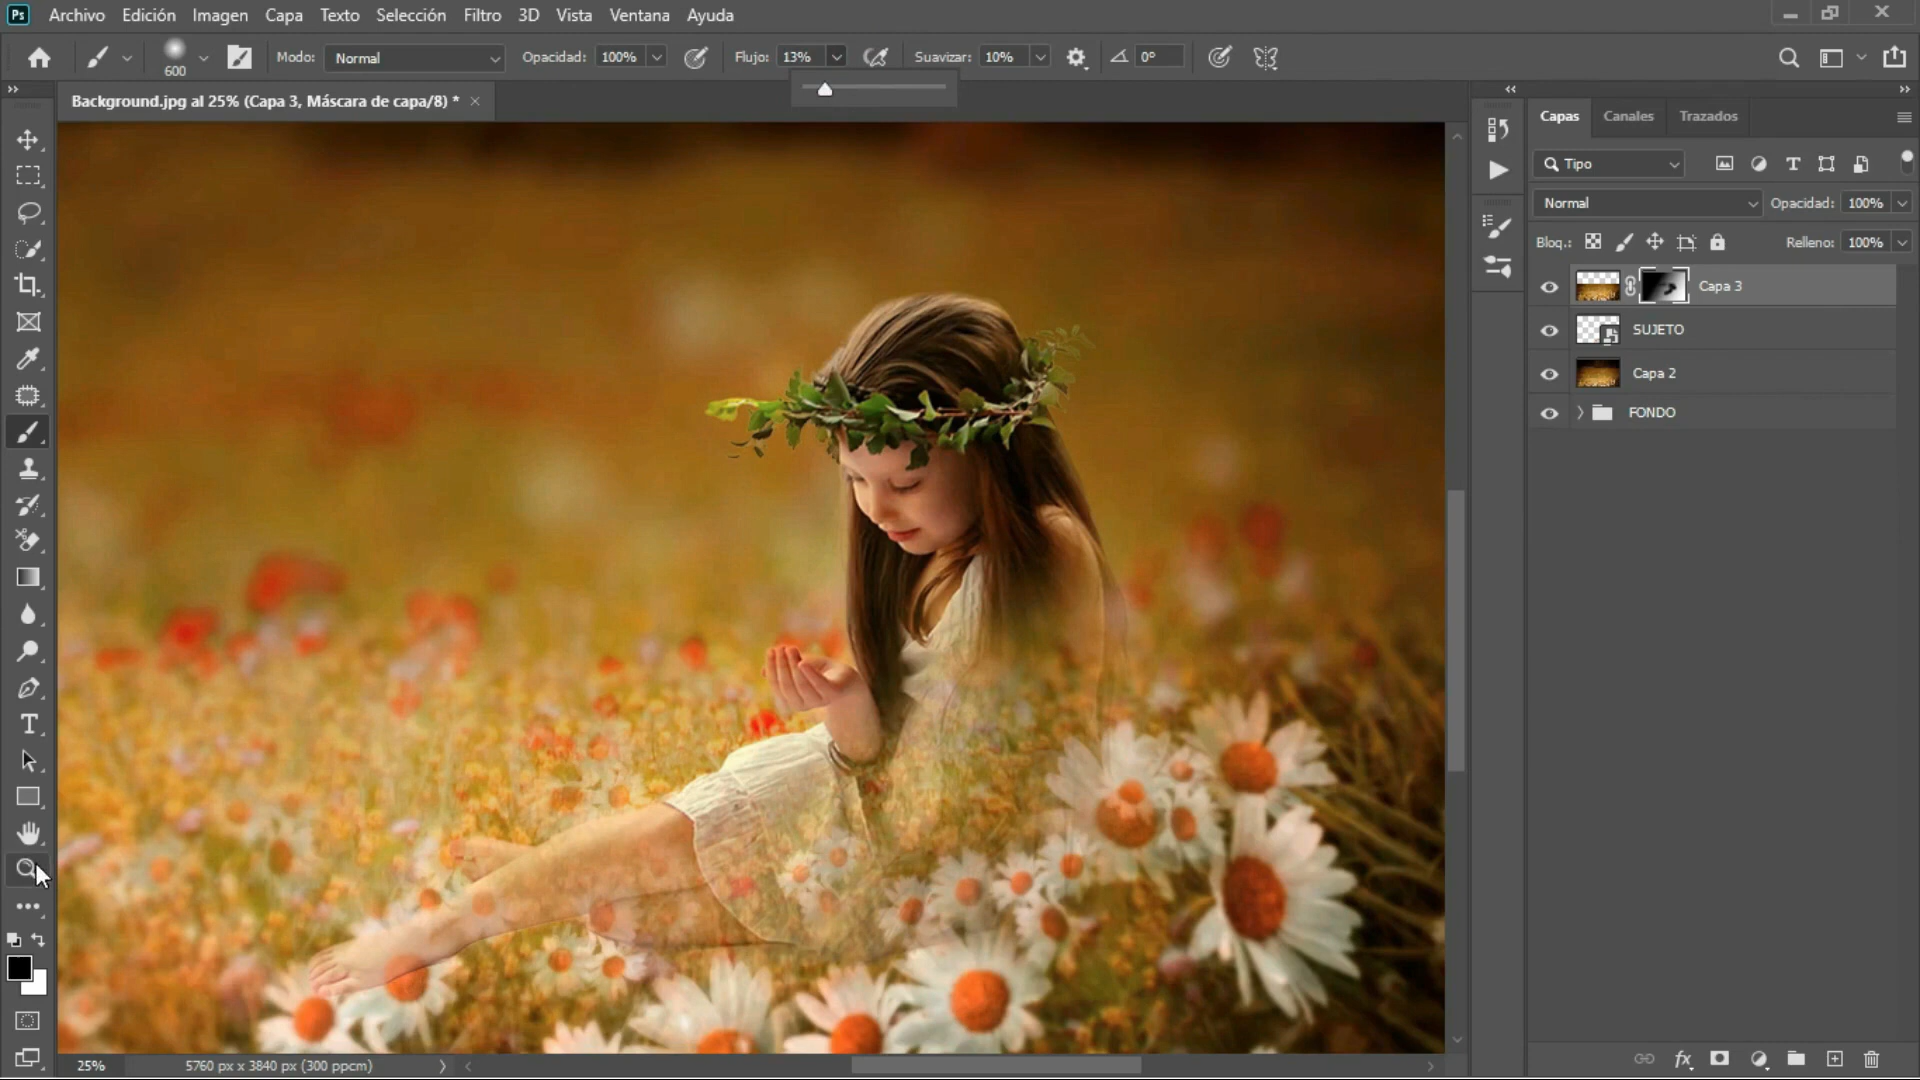 Ps Archivo Edición Imagen Capa Texto Selección Filtro 3D Vista Ventana Ayuda
600 Modo: Normal Opacidad: 100% Flujo: 13% Suavizar: 10% 0°
Background.jpg al 25% (Capa 3, Máscara de capa/8) *
Capas Canales Trazados
Tipo
Normal Opacidad: 100%
Bloq.: Relleno: 100%
Capa 3
SUJETO
Capa 2
FONDO
25% 5760 px x 3840 px (300 ppcm)
fx